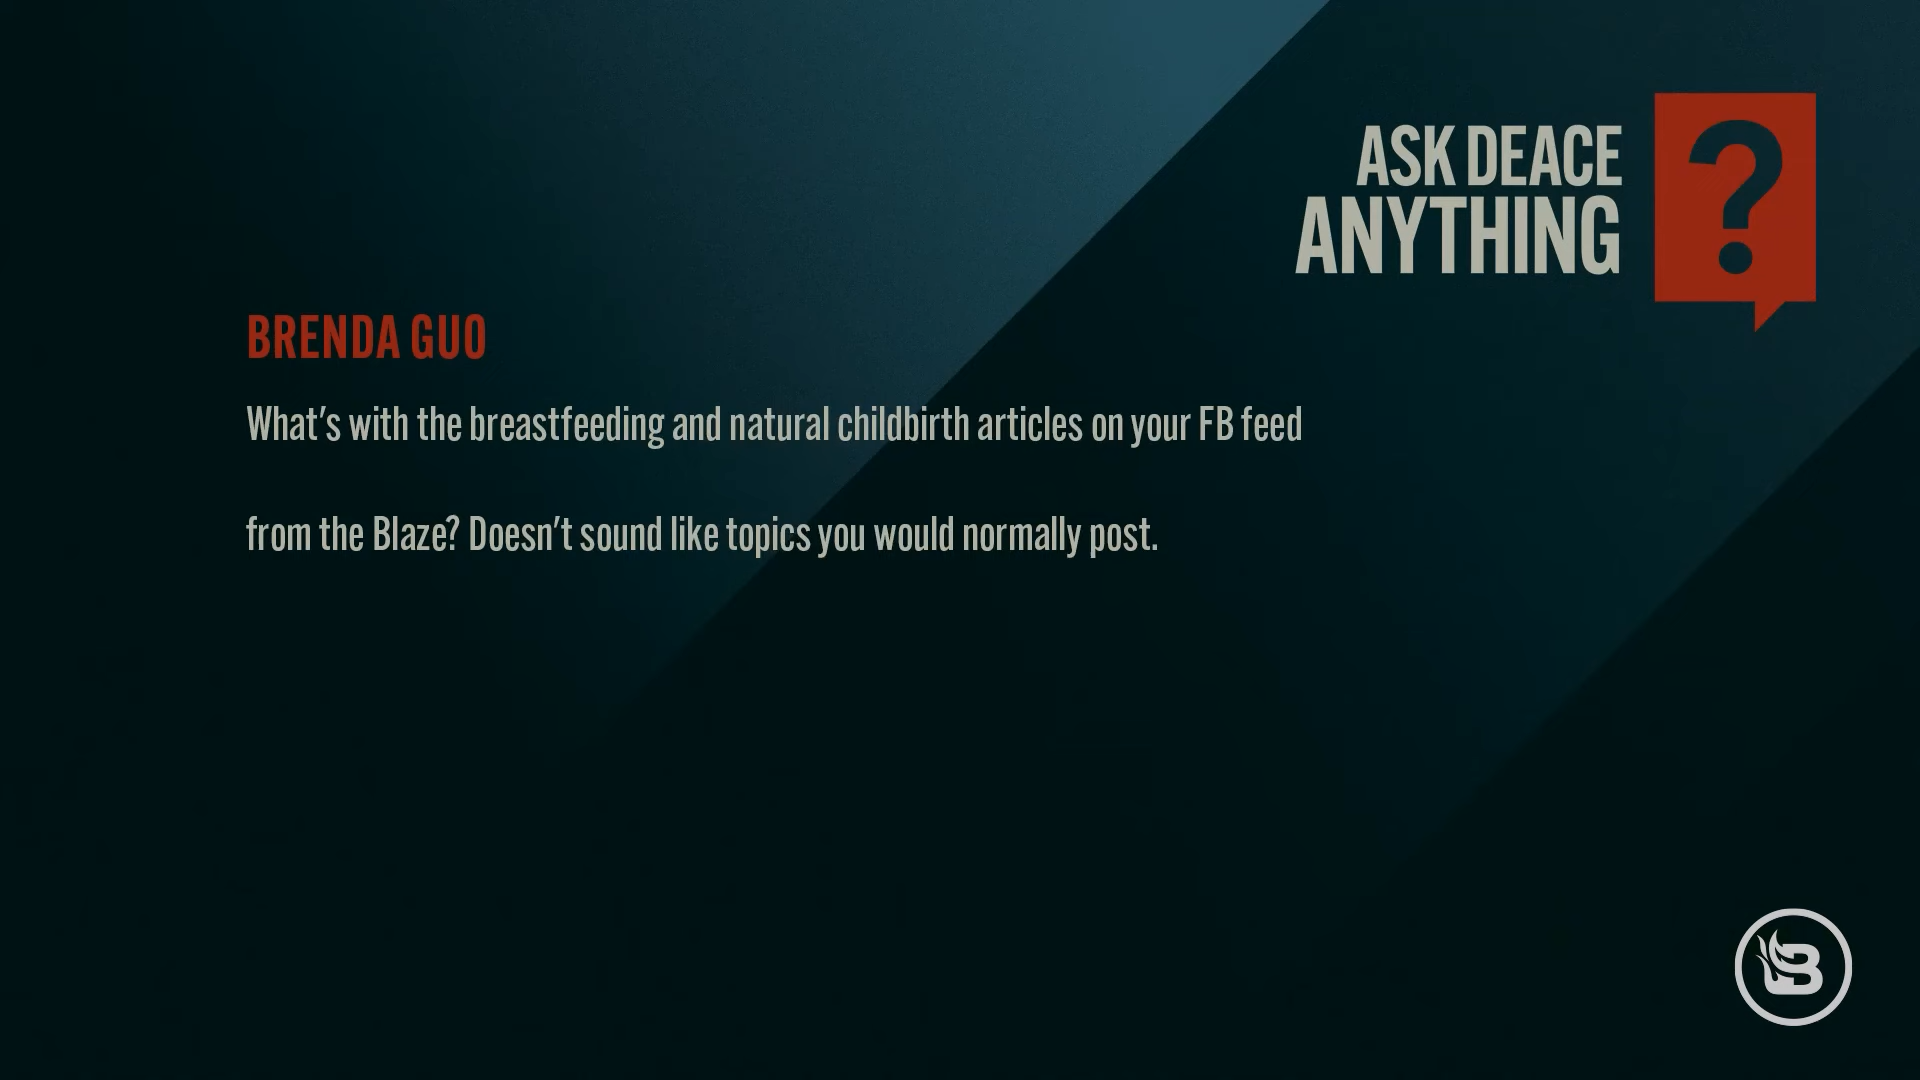 ASK DEACE
ANYTHING
?
BRENDA GUO
What's with the breastfeeding and natural childbirth articles on your FB feed
from the Blaze? Doesn't sound like topics you would normally post.
B